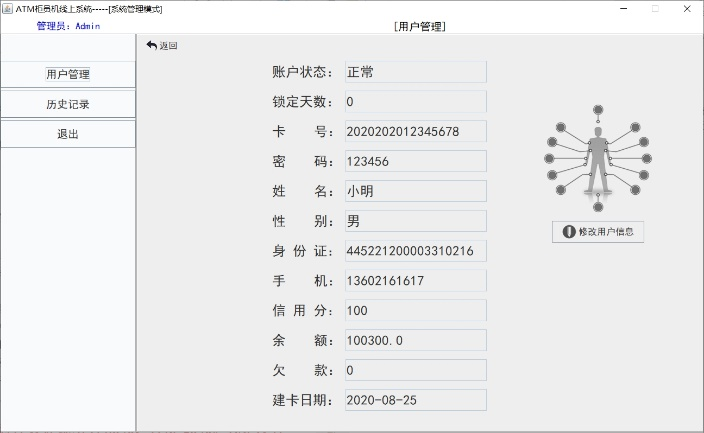 ATM柜员机线上系统-----[系统管理模式]
管理员：Admin
[用户管理]
返回
用户管理
历史记录
退出
账户状态：正常
锁定天数：0
卡 号：2020202012345678
密 码：123456
姓 名：小明
性 别：男
身 份 证：445221200003310216
手 机：13602161617
信 用 分：100
余 额：100300.0
欠 款：0
建卡日期：2020-08-25
修改用户信息